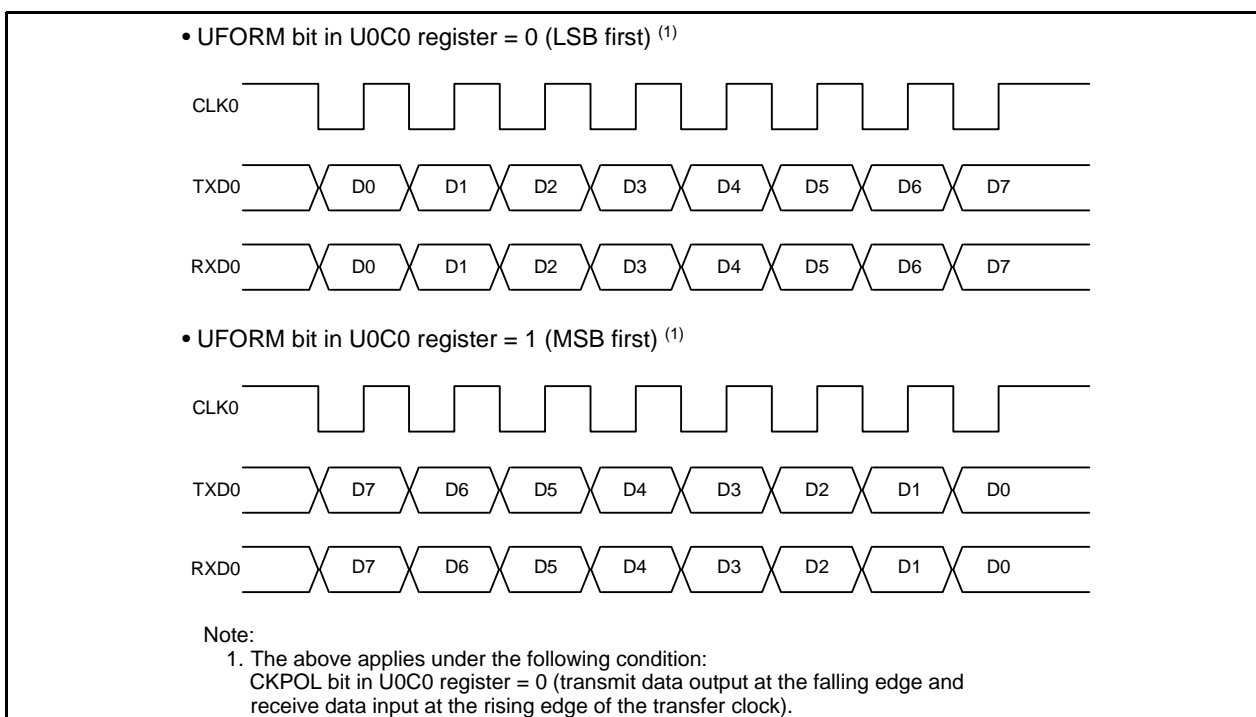 • UFORM bit in U0C0 register = 0 (LSB first) (1)
CLK0
TXD0 D0 D1 D2 D3 D4 D5 D6 D7
RXD0 D0 D1 D2 D3 D4 D5 D6 D7
• UFORM bit in U0C0 register = 1 (MSB first) (1)
CLK0
TXD0 D7 D6 D5 D4 D3 D2 D1 D0
RXD0 D7 D6 D5 D4 D3 D2 D1 D0
Note:
1. The above applies under the following condition:
CKPOL bit in U0C0 register = 0 (transmit data output at the falling edge and
receive data input at the rising edge of the transfer clock).